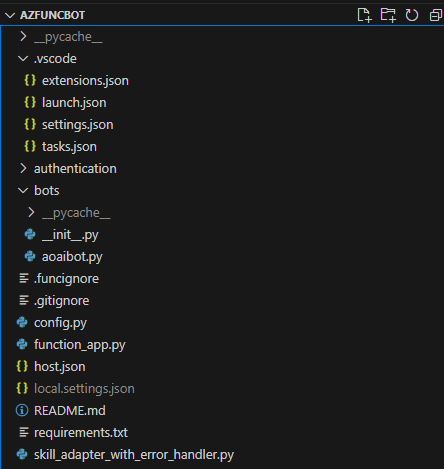 AZFUNCBOT
__pycache__
.vscode
extensions.json
launch.json
settings.json
tasks.json
authentication
bots
__pycache__
__init__.py
aoaibot.py
.funcignore
.gitignore
config.py
function_app.py
host.json
local.settings.json
README.md
requirements.txt
skill_adapter_with_error_handler.py